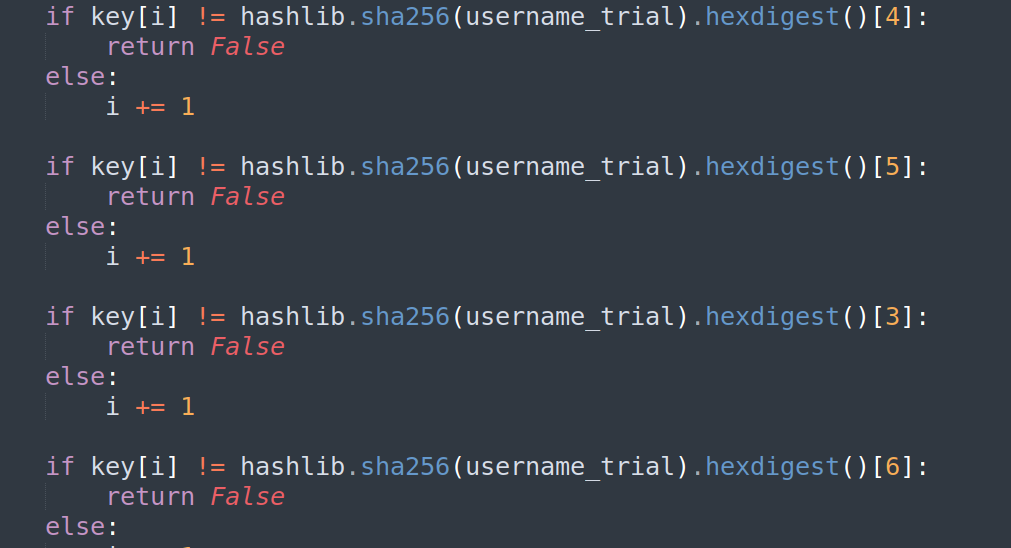 if key[i] != hashlib.sha256(username_trial).hexdigest()[4]:
    return False
else:
    i += 1

if key[i] != hashlib.sha256(username_trial).hexdigest()[5]:
    return False
else:
    i += 1

if key[i] != hashlib.sha256(username_trial).hexdigest()[3]:
    return False
else:
    i += 1

if key[i] != hashlib.sha256(username_trial).hexdigest()[6]:
    return False
else: